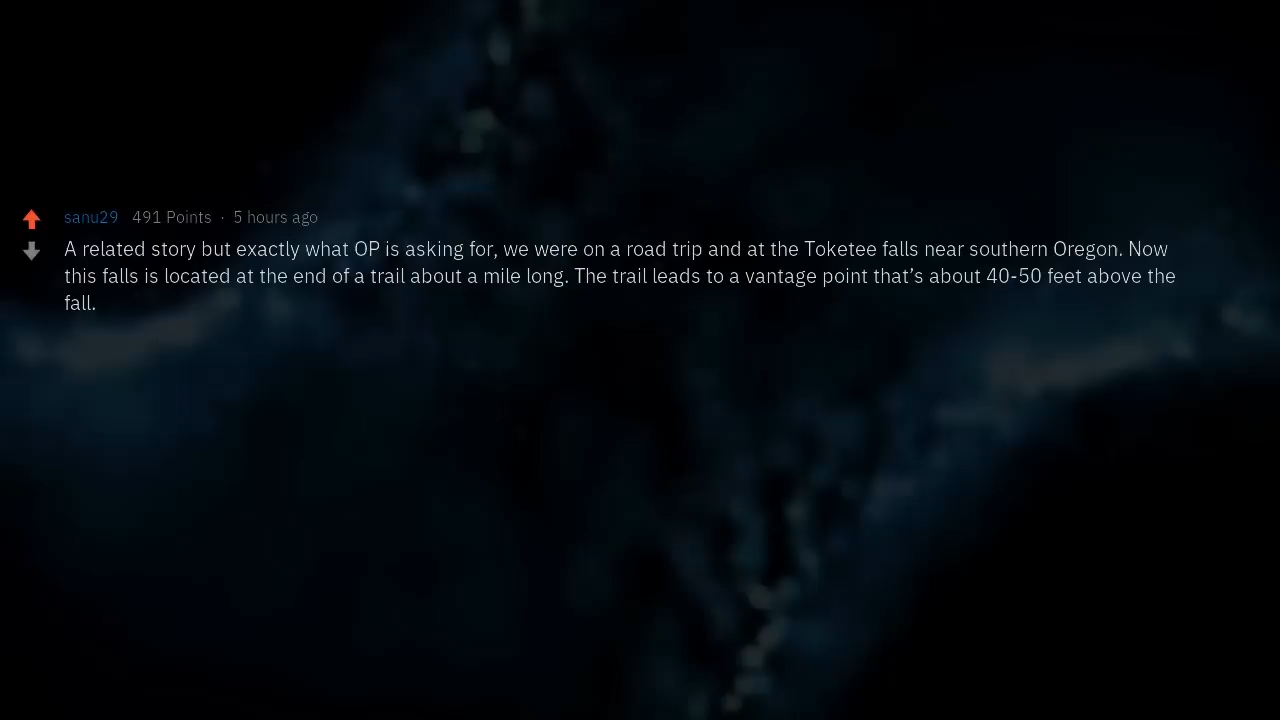 sanu29 491 Points · 5 hours ago
A related story but exactly what OP is asking for, we were on a road trip and at the Toketee falls near southern Oregon. Now
this falls is located at the end of a trail about a mile long. The trail leads to a vantage point that’s about 40-50 feet above the
fall.